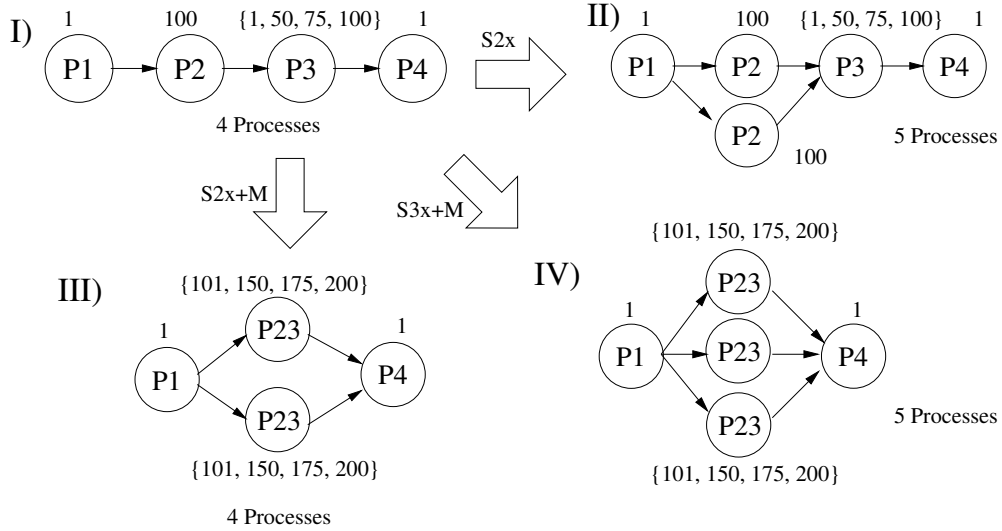 I)
1
100
{1, 50, 75, 100}
1
P1
P2
P3
P4
4 Processes
S2x
II)
1
100
{1, 50, 75, 100}
1
P1
P2
P3
P4
P2
100
5 Processes
S2x+M
S3x+M
III)
{101, 150, 175, 200}
1
P23
1
P1
P4
P23
{101, 150, 175, 200}
4 Processes
IV)
{101, 150, 175, 200}
1
P23
1
P1
P23
P4
P23
5 Processes
{101, 150, 175, 200}